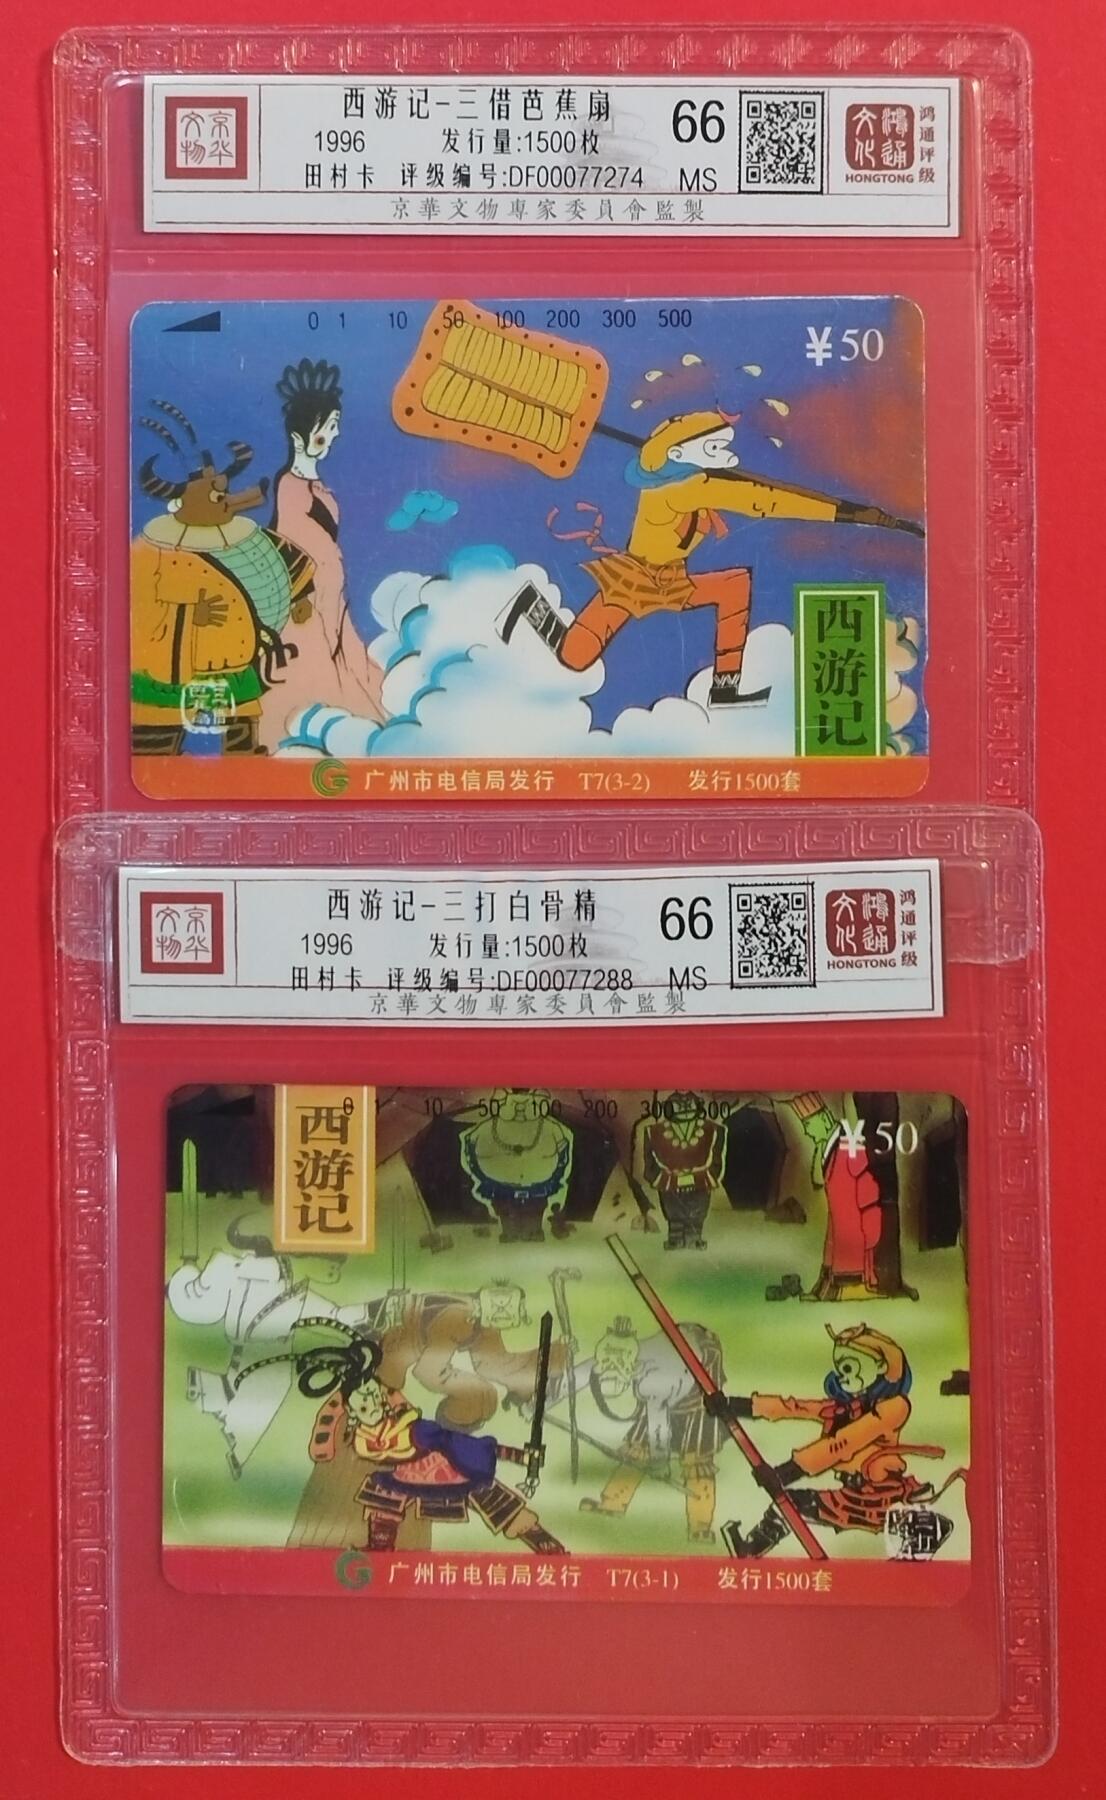 西游记-三借芭蕉扇
1996 发行量:1500枚
田村卡 评级编号:DF00077274
66
MS
京华文物
鸿通文化
HONGTONG
鸿通评级
京華文物專家委員會監製
0 1 10 50 100 200 300 500
¥50
西游记
广州市电信局发行 T7(3-2) 发行1500套
西游记-三打白骨精
1996 发行量:1500枚
田村卡 评级编号:DF00077288
66
MS
京华文物
鸿通文化
HONGTONG
鸿通评级
京華文物專家委員會監製
0 1 10 50 100 200 300 500
¥50
西游记
广州市电信局发行 T7(3-1) 发行1500套